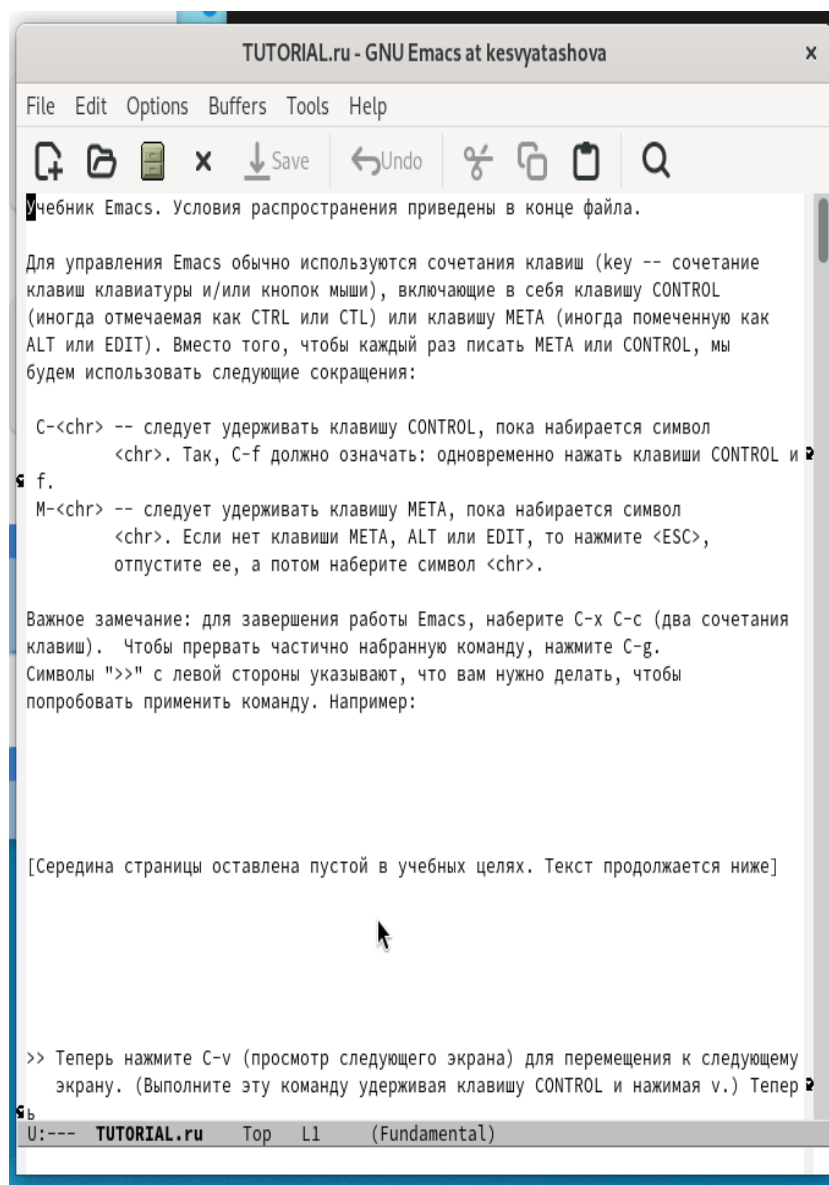 TUTORIAL.ru - GNU Emacs at kesvyatashova
File Edit Options Buffers Tools Help
Save Undo
Учебник Emacs. Условия распространения приведены в конце файла.
Для управления Emacs обычно используются сочетания клавиш (key -- сочетание
клавиш клавиатуры и/или кнопок мыши), включающие в себя клавишу CONTROL
(иногда отмечаемая как CTRL или CTL) или клавишу META (иногда помеченную как
ALT или EDIT). Вместо того, чтобы каждый раз писать META или CONTROL, мы
будем использовать следующие сокращения:
C-<chr> -- следует удерживать клавишу CONTROL, пока набирается символ
<chr>. Так, C-f должно означать: одновременно нажать клавиши CONTROL и
f.
M-<chr> -- следует удерживать клавишу META, пока набирается символ
<chr>. Если нет клавиши META, ALT или EDIT, то нажмите <ESC>,
отпустите ее, а потом наберите символ <chr>.
Важное замечание: для завершения работы Emacs, наберите C-x C-c (два сочетания
клавиш).  Чтобы прервать частично набранную команду, нажмите C-g.
Символы ">>" с левой стороны указывают, что вам нужно делать, чтобы
попробовать применить команду. Например:
[Середина страницы оставлена пустой в учебных целях. Текст продолжается ниже]
>> Теперь нажмите C-v (просмотр следующего экрана) для перемещения к следующему
экрану. (Выполните эту команду удерживая клавишу CONTROL и нажимая v.) Тепер
ь
U:--- TUTORIAL.ru Top L1 (Fundamental)